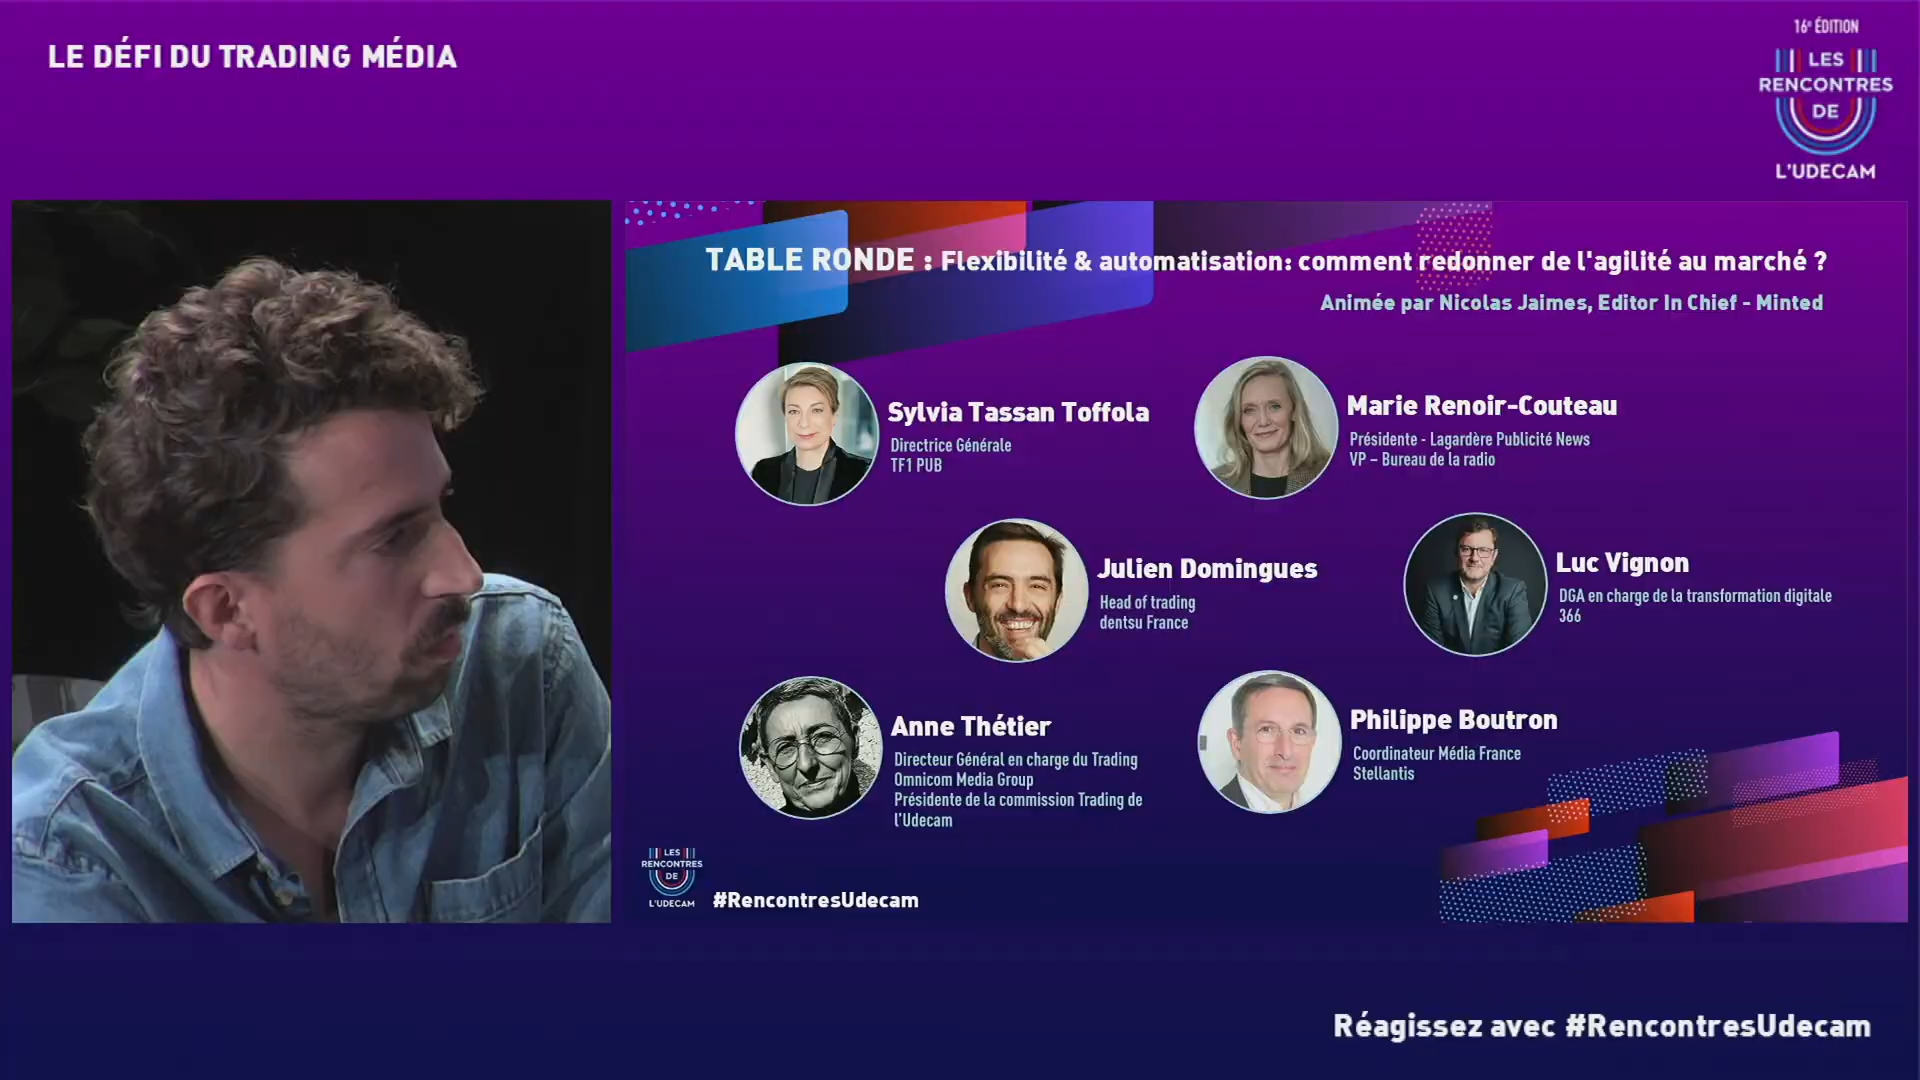 LE DÉFI DU TRADING MÉDIA
16e ÉDITION
LES
RENCONTRES
DE
L'UDECAM
TABLE RONDE : Flexibilité & automatisation: comment redonner de l'agilité au marché ?
Animée par Nicolas Jaimes, Editor In Chief - Minted
Sylvia Tassan Toffola
Directrice Générale
TF1 PUB
Marie Renoir-Couteau
Présidente - Lagardère Publicité News
VP – Bureau de la radio
Julien Domingues
Head of trading
dentsu France
Luc Vignon
DGA en charge de la transformation digitale
366
Anne Thétier
Directeur Général en charge du Trading
Omnicom Media Group
Présidente de la commission Trading de
l'Udecam
Philippe Boutron
Coordinateur Média France
Stellantis
LES
RENCONTRES
DE
L'UDECAM
#RencontresUdecam
Réagissez avec #RencontresUdecam